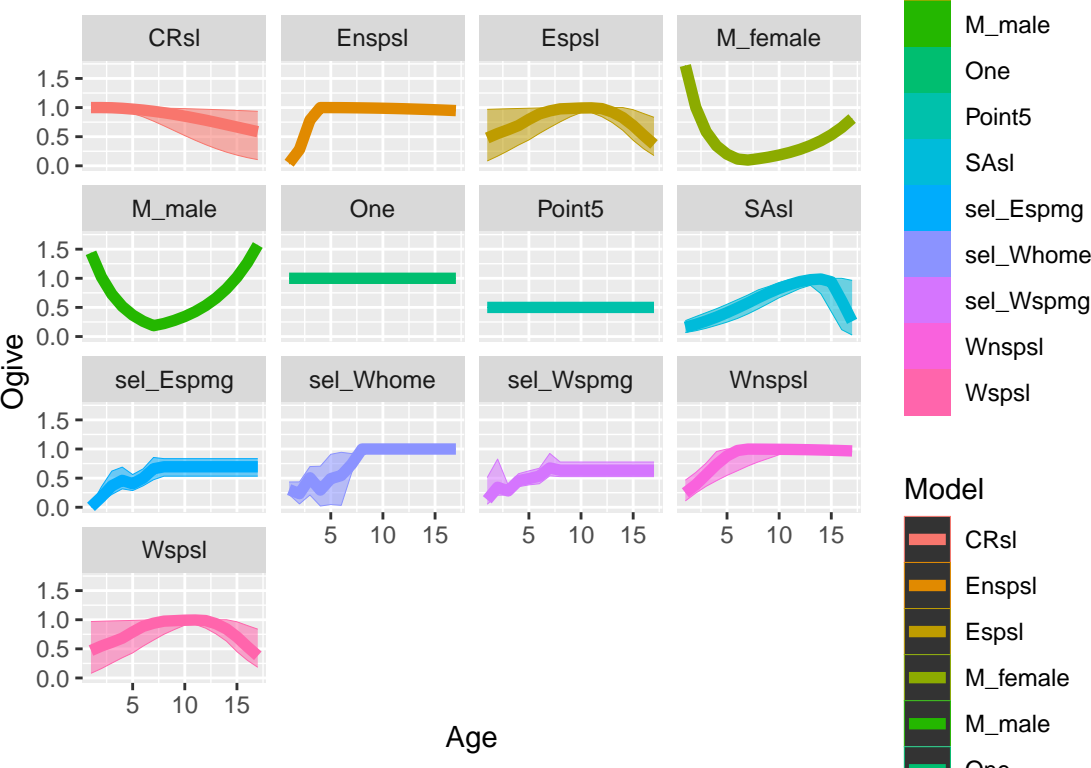 CRsl Enspsl Espsl M_female
1.5
1.0
0.5
0.0
M_male One Point5 SAsl
1.5
1.0
0.5
0.0
sel_Espmg sel_Whome sel_Wspmg Wnspsl
1.5
1.0
0.5
0.0
5 10 15 5 10 15 5 10 15
Wspsl
1.5
1.0
0.5
0.0
5 10 15
Age
Ogive
M_male
One
Point5
SAsl
sel_Espmg
sel_Whome
sel_Wspmg
Wnspsl
Wspsl
Model
CRsl
Enspsl
Espsl
M_female
M_male